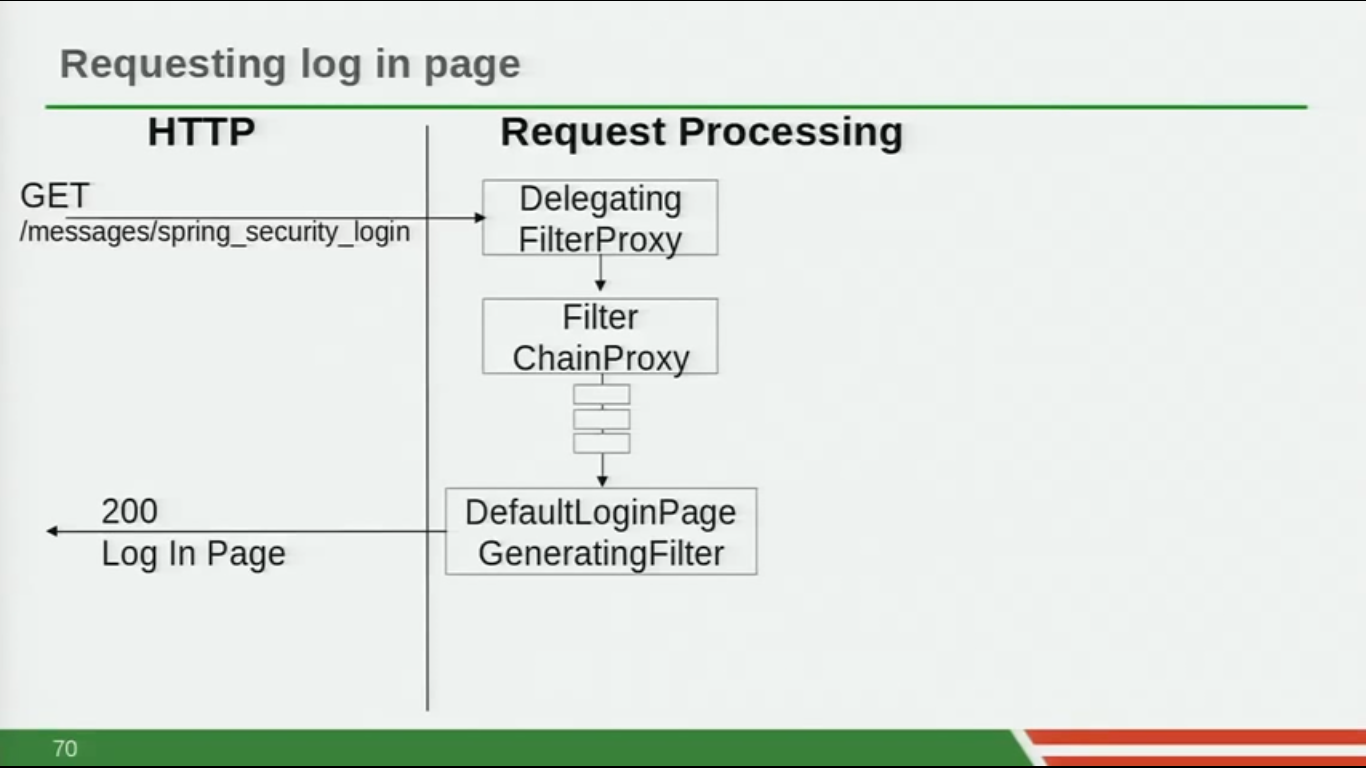 Requesting log in page
HTTP
Request Processing
GET
/messages/spring_security_login
Delegating
FilterProxy
Filter
ChainProxy
200
Log In Page
DefaultLoginPage
GeneratingFilter
70